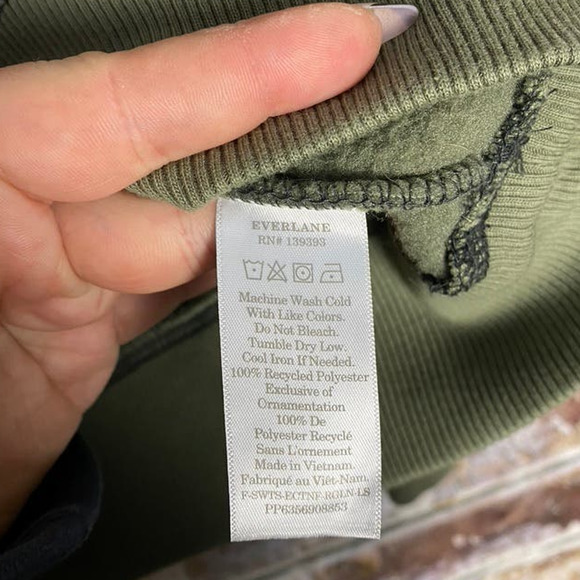 EVERLANE
RN# 139393
Machine Wash Cold
With Like Colors.
Do Not Bleach.
Tumble Dry Low.
Cool Iron If Needed.
100% Recycled Polyester
Exclusive of
Ornamentation
100% De
Polyester Recyclé
Sans L'ornement
Made in Vietnam.
Fabriqué au Viêt-Nam.
F-SWTS-ECTNF-RGLN-LS
PP6356908853